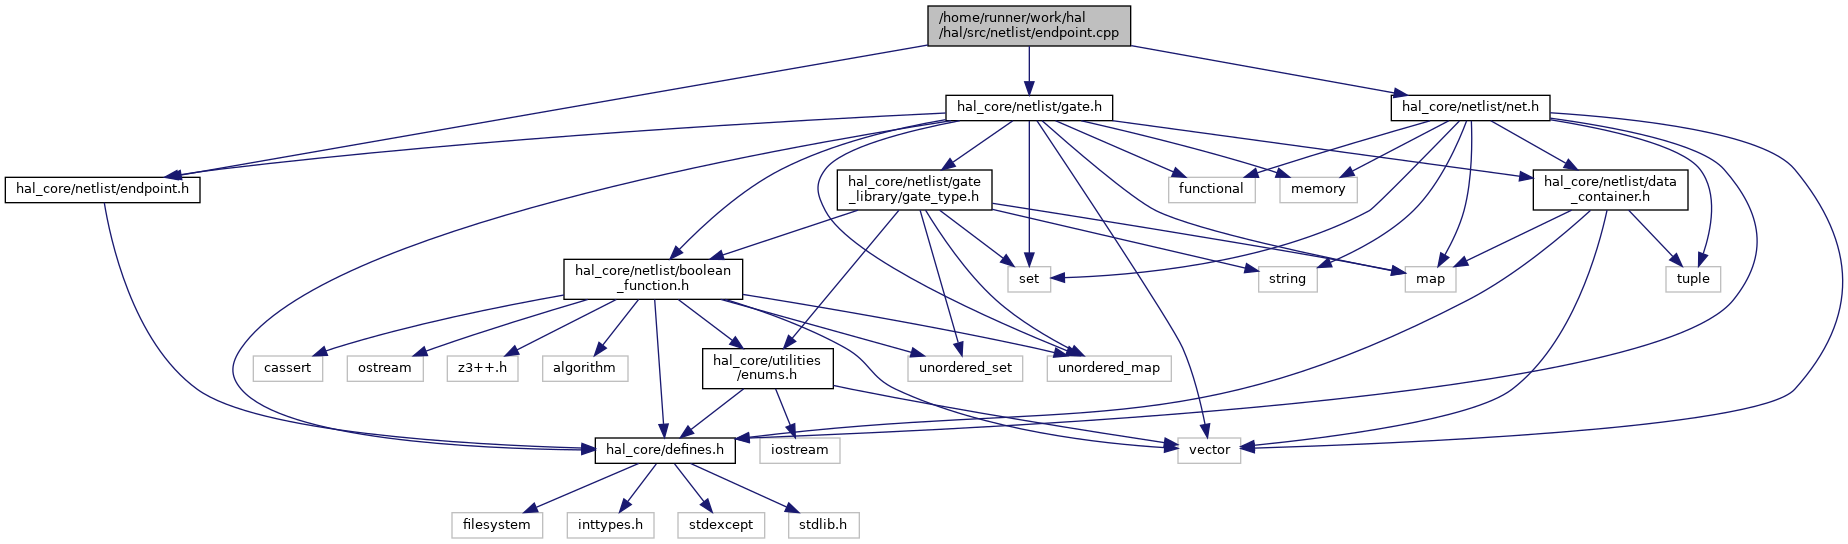 /home/runner/work/hal
/hal/src/netlist/endpoint.cpp
hal_core/netlist/gate.h
hal_core/netlist/net.h
hal_core/netlist/endpoint.h
hal_core/netlist/gate
_library/gate_type.h
functional
memory
hal_core/netlist/data
_container.h
hal_core/netlist/boolean
_function.h
set
string
map
tuple
cassert
ostream
z3++.h
algorithm
hal_core/utilities
/enums.h
unordered_set
unordered_map
hal_core/defines.h
iostream
vector
filesystem
inttypes.h
stdexcept
stdlib.h